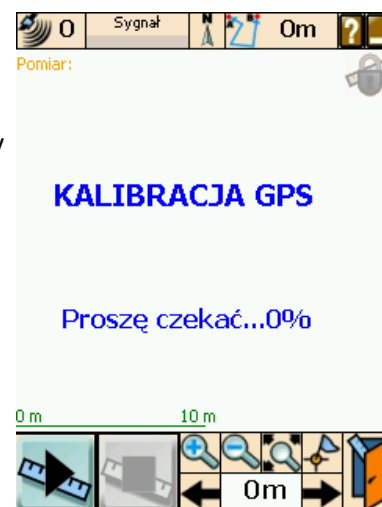 0 Sygnał N 0m ?
Pomiar:
KALIBRACJA GPS
Proszę czekać...0%
0 m 10 m
0m